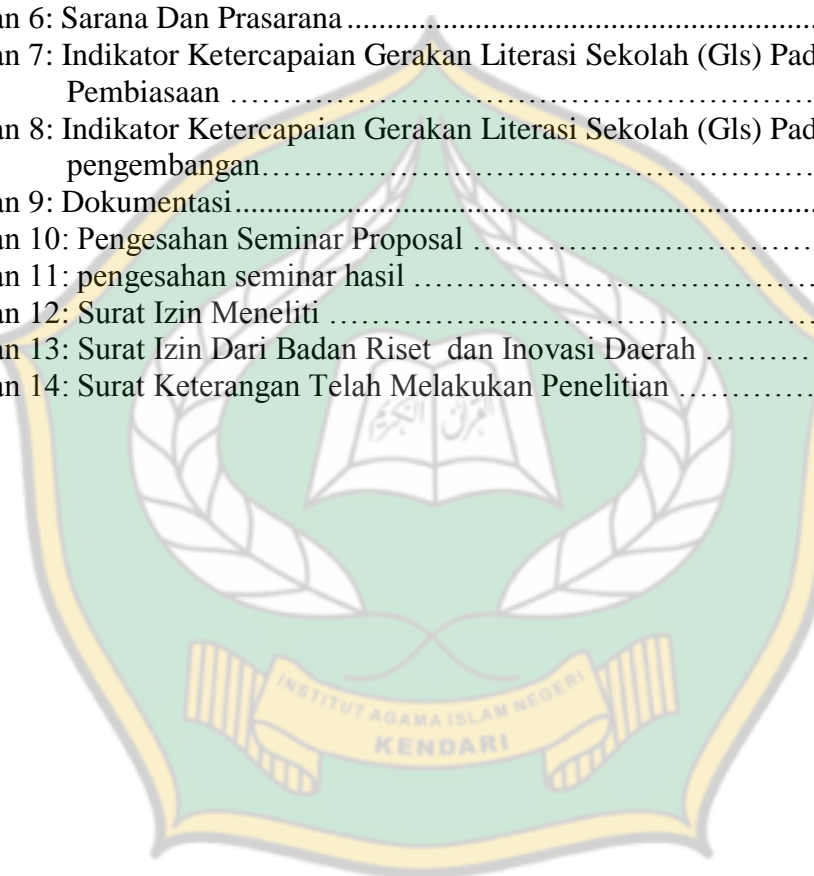 an 6: Sarana Dan Prasarana ........................................................................
an 7: Indikator Ketercapaian Gerakan Literasi Sekolah (Gls) Pad
Pembiasaan ………………………………………………
an 8: Indikator Ketercapaian Gerakan Literasi Sekolah (Gls) Pad
pengembangan……………………………………………
an 9: Dokumentasi........................................................................
an 10: Pengesahan Seminar Proposal ……………………………
an 11: pengesahan seminar hasil …………………………………
an 12: Surat Izin Meneliti …………………………………………
an 13: Surat Izin Dari Badan Riset dan Inovasi Daerah …………
an 14: Surat Keterangan Telah Melakukan Penelitian ……………
القرآن الكريم
INSTITUT AGAMA ISLAM NEGERI
KENDARI